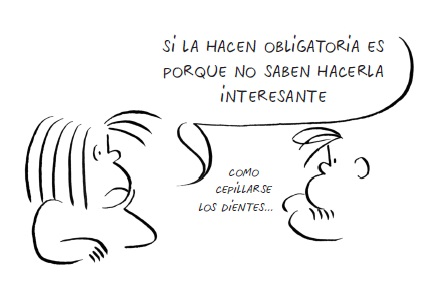 SI LA HACEN OBLIGATORIA ES
PORQUE NO SABEN HACERLA
INTERESANTE
COMO
CEPILLARSE
LOS DIENTES...